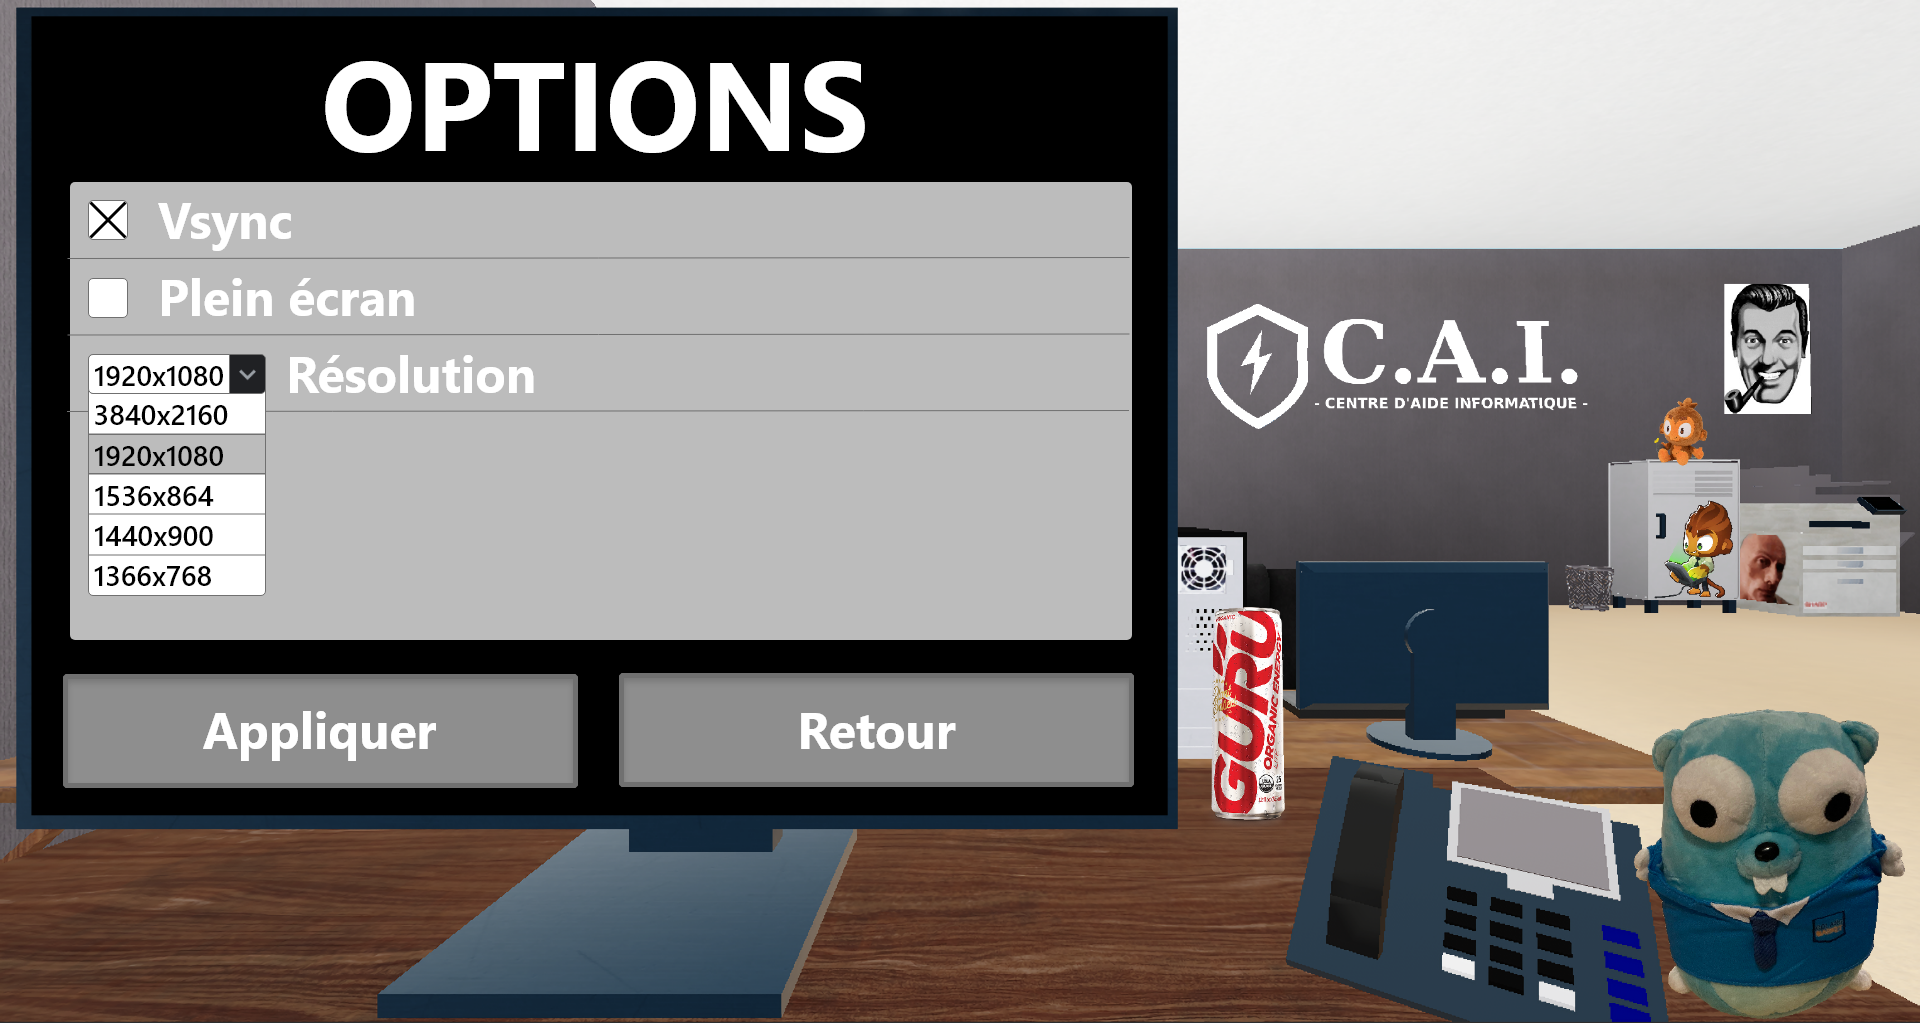 OPTIONS
Vsync
Plein écran
1920x1080 Résolution
3840x2160
1920x1080
1536x864
1440x900
1366x768
Appliquer
Retour
C.A.I.
- CENTRE D'AIDE INFORMATIQUE -
GURU
ORGANIC ENERGY